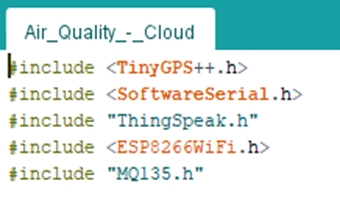 Air_Quality_-_Cloud
#include <TinyGPS++.h>
#include <SoftwareSerial.h>
#include "ThingSpeak.h"
#include <ESP8266WiFi.h>
#include "MQ135.h"